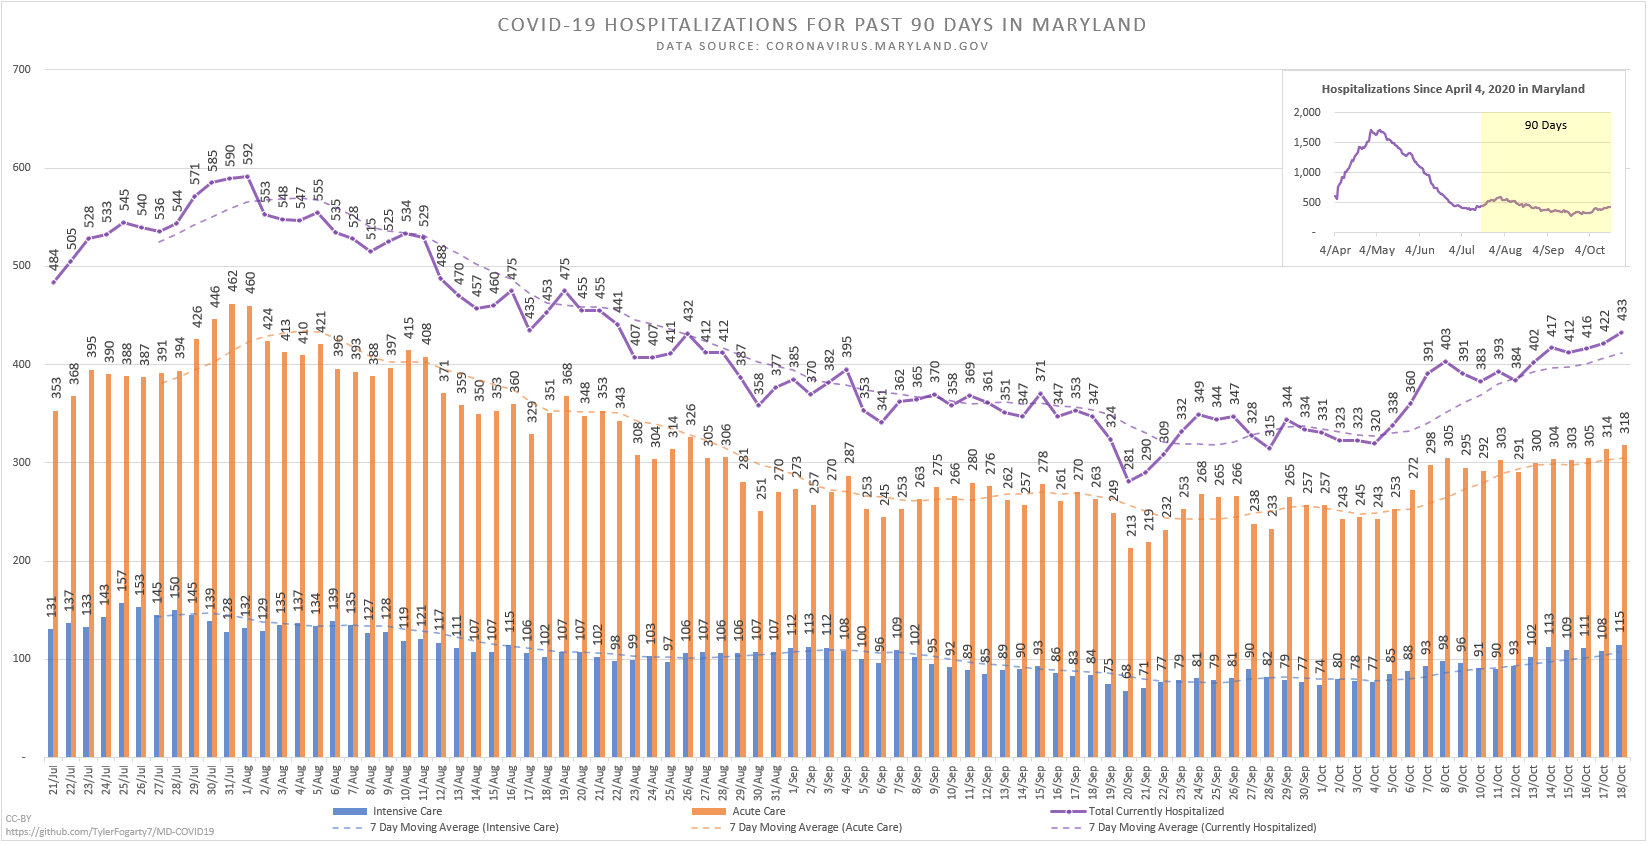 COVID-19 HOSPITALIZATIONS FOR PAST 90 DAYS IN MARYLAND
DATA SOURCE: CORONAVIRUS.MARYLAND.GOV
700
600
500
400
300
200
100
-
Hospitalizations Since April 4, 2020 in Maryland
2,000
1,500
1,000
500
-
90 Days
4/Apr 4/May 4/Jun 4/Jul 4/Aug 4/Sep 4/Oct
484 505 528 533 545 540 536 544 571 585 590 592 553 548 547 555 535 528 515 525 534 529 488 470 457 460 475 435 453 475 455 455 441 407 407 411 432 412 412 387 358 377 385 370 382 395 353 341 362 365 370 358 369 361 351 347 371 347 353 347 324 281 290 309 332 349 344 347 328 315 344 334 331 323 323 320 338 360 391 403 391 383 393 384 402 417 412 416 422 433
353 368 395 390 388 387 391 394 426 446 462 460 424 413 410 421 396 393 388 397 415 408 371 359 350 353 360 329 351 368 348 353 343 308 304 314 326 305 306 281 251 270 273 257 270 287 253 245 253 263 275 266 280 276 262 257 278 261 270 263 249 213 219 232 253 268 265 266 238 233 265 257 257 243 245 243 253 272 298 305 295 292 303 291 300 304 303 305 314 318
131 137 133 143 157 153 145 150 145 139 128 132 129 135 137 134 139 135 127 128 119 121 117 111 107 107 115 106 102 107 107 102 98 99 103 97 106 107 106 106 107 107 112 113 112 108 100 96 109 102 95 92 89 85 89 90 93 86 83 84 75 68 71 77 79 81 79 81 90 82 79 77 74 80 78 77 85 88 93 98 96 91 90 93 102 113 109 111 108 115
21/Jul 22/Jul 23/Jul 24/Jul 25/Jul 26/Jul 27/Jul 28/Jul 29/Jul 30/Jul 31/Jul 1/Aug 2/Aug 3/Aug 4/Aug 5/Aug 6/Aug 7/Aug 8/Aug 9/Aug 10/Aug 11/Aug 12/Aug 13/Aug 14/Aug 15/Aug 16/Aug 17/Aug 18/Aug 19/Aug 20/Aug 21/Aug 22/Aug 23/Aug 24/Aug 25/Aug 26/Aug 27/Aug 28/Aug 29/Aug 30/Aug 31/Aug 1/Sep 2/Sep 3/Sep 4/Sep 5/Sep 6/Sep 7/Sep 8/Sep 9/Sep 10/Sep 11/Sep 12/Sep 13/Sep 14/Sep 15/Sep 16/Sep 17/Sep 18/Sep 19/Sep 20/Sep 21/Sep 22/Sep 23/Sep 24/Sep 25/Sep 26/Sep 27/Sep 28/Sep 29/Sep 30/Sep 1/Oct 2/Oct 3/Oct 4/Oct 5/Oct 6/Oct 7/Oct 8/Oct 9/Oct 10/Oct 11/Oct 12/Oct 13/Oct 14/Oct 15/Oct 16/Oct 17/Oct 18/Oct
Intensive Care Acute Care Total Currently Hospitalized
7 Day Moving Average (Intensive Care) 7 Day Moving Average (Acute Care) 7 Day Moving Average (Currently Hospitalized)
CC-BY
https://github.com/TylerFogarty7/MD-COVID19